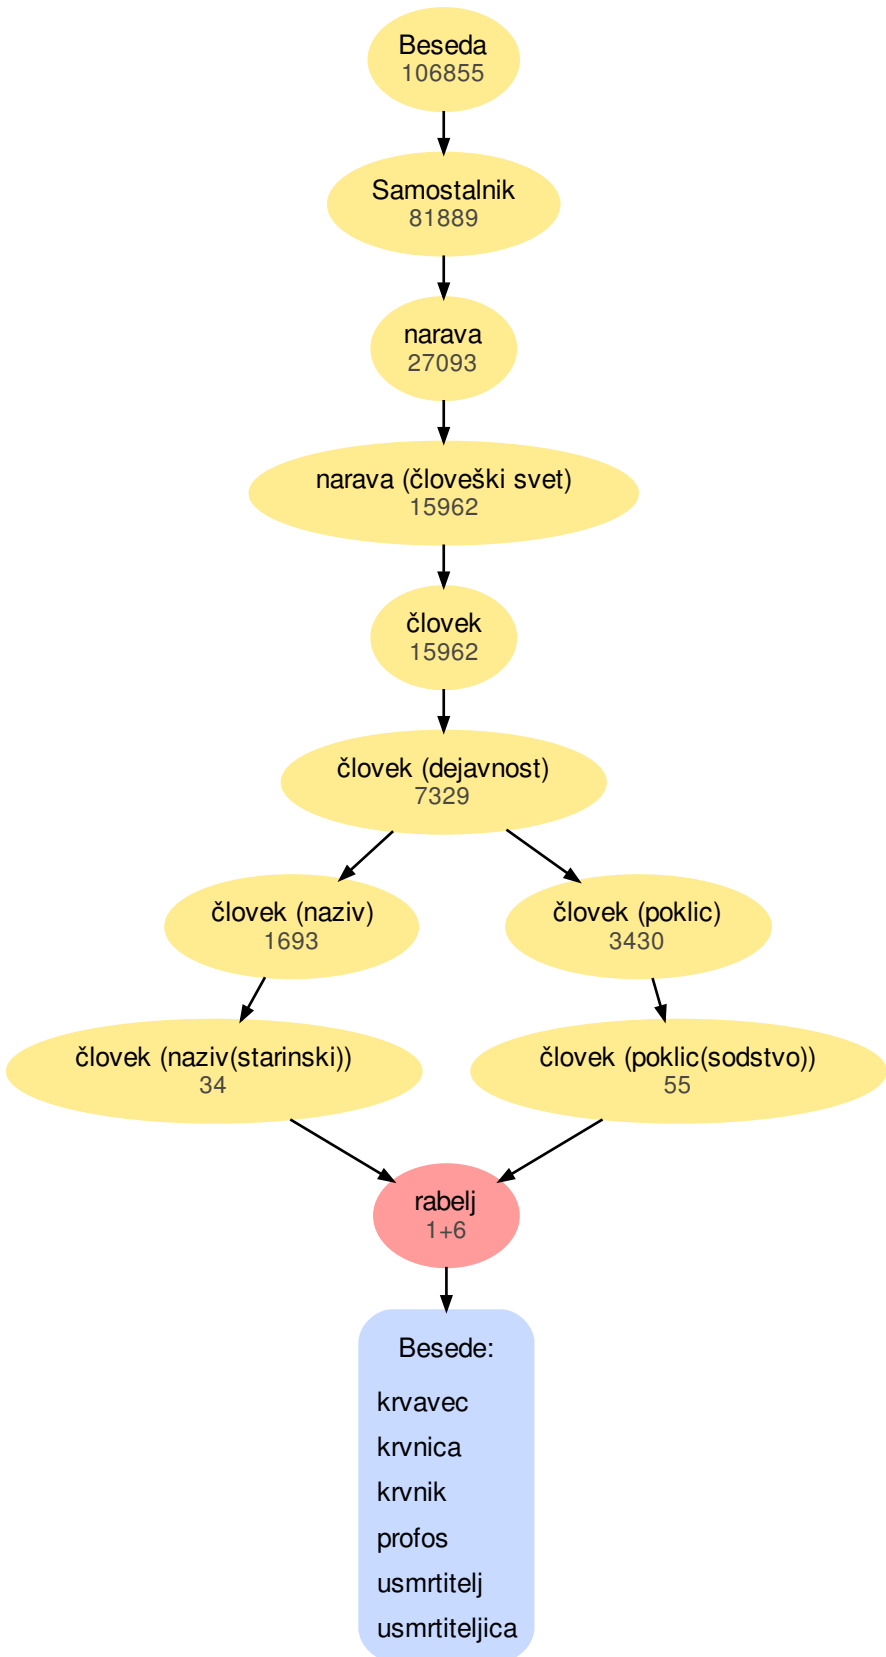 Beseda
106855
Samostalnik
81889
narava
27093
narava (človeški svet)
15962
človek
15962
človek (dejavnost)
7329
človek (naziv)
1693
človek (poklic)
3430
človek (naziv(starinski))
34
človek (poklic(sodstvo))
55
rabelj
1+6
Besede:
krvavec
krvnica
krvnik
profos
usmrtitelj
usmrtiteljica